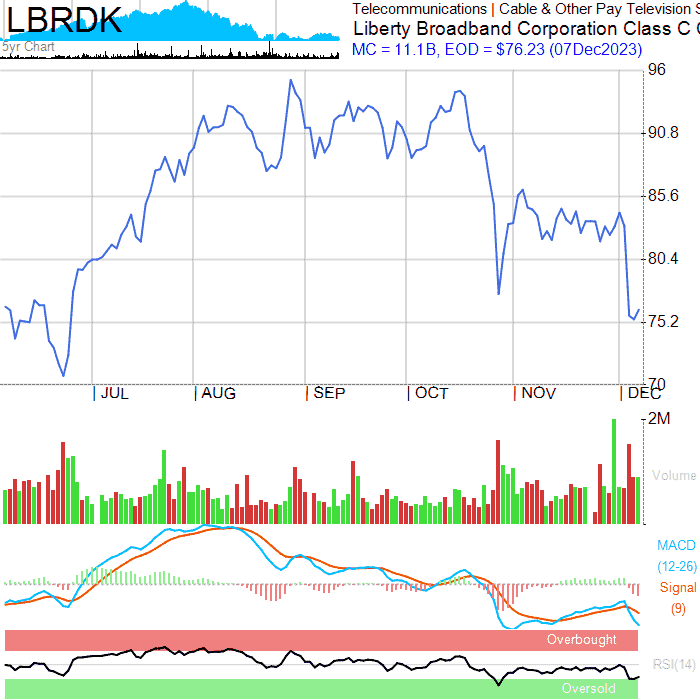 LBRDK
5yr Chart
Telecommunications | Cable & Other Pay Television S
Liberty Broadband Corporation Class C C
MC = 11.1B, EOD = $76.23 (07Dec2023)
96
90.8
85.6
80.4
75.2
70
JUL AUG SEP OCT NOV DEC
2M
Volume
MACD
(12-26)
Signal
(9)
Overbought
RSI(14)
Oversold